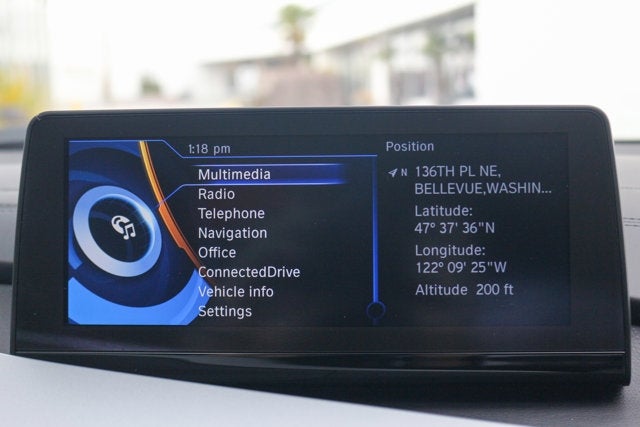 1:18 pm
Multimedia
Radio
Telephone
Navigation
Office
ConnectedDrive
Vehicle info
Settings
Position
N 136TH PL NE,
BELLEVUE,WASHIN...
Latitude:
47° 37' 36"N
Longitude:
122° 09' 25"W
Altitude 200 ft